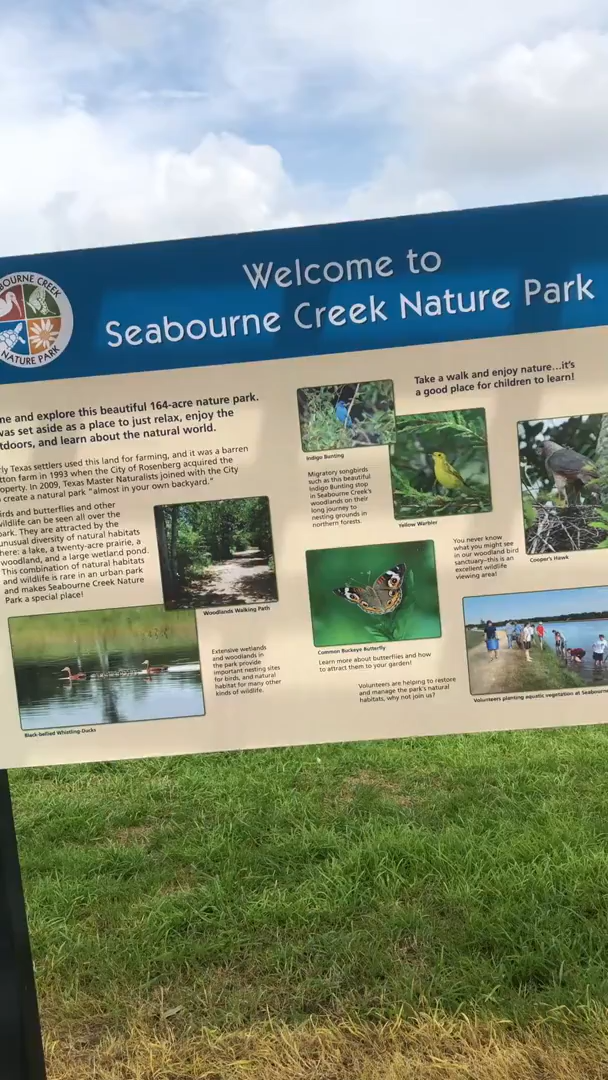 BOURNE CREEK
NATURE PARK
Welcome to
Seabourne Creek Nature Park
ne and explore this beautiful 164-acre nature park.
was set aside as a place to just relax, enjoy the
tdoors, and learn about the natural world.
rly Texas settlers used this land for farming, and it was a barren
tton farm in 1993 when the City of Rosenberg acquired the
operty. In 2009, Texas Master Naturalists joined with the City
create a natural park "almost in your own backyard."
irds and butterflies and other
wildlife can be seen all over the
park. They are attracted by the
unusual diversity of natural habitats
here: a lake, a twenty-acre prairie, a
woodland, and a large wetland pond.
This combination of natural habitats
and wildlife is rare in an urban park
and makes Seabourne Creek Nature
Park a special place!
Woodlands Walking Path
Black-bellied Whistling-Ducks
Extensive wetlands
and woodlands in
the park provide
important nesting sites
for birds, and natural
habitat for many other
kinds of wildlife.
Take a walk and enjoy nature...it's
a good place for children to learn!
Indigo Bunting
Migratory songbirds
such as this beautiful
Indigo Bunting stop
in Seabourne Creek's
woodlands on their
long journey to
nesting grounds in
northern forests
Yellow Warbler
You never know
what you might see
in our woodland bird
sanctuary–this is an
excellent wildlife
viewing area!
Cooper's Hawk
Common Buckeye Butterfly
Learn more about butterflies and how
to attract them to your garden!
Volunteers are helping to restore
and manage the park's natural
habitats, why not join us?
Volunteers planting aquatic vegetation at Seabourn